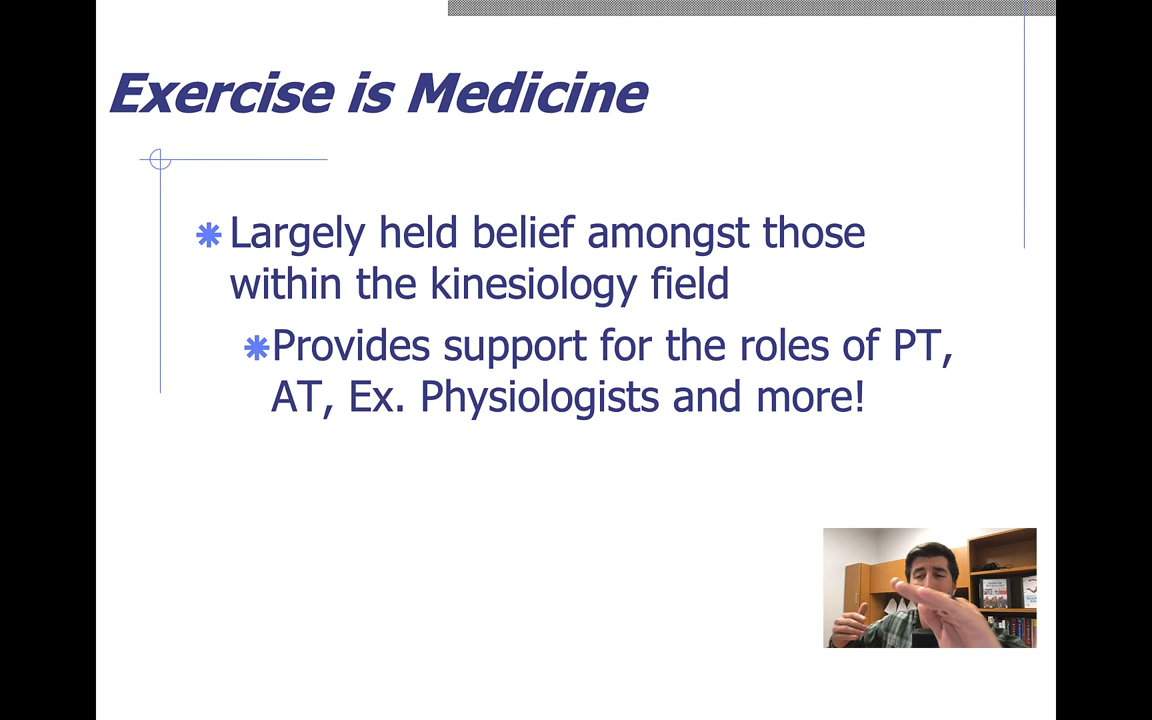 Exercise is Medicine
Largely held belief amongst those
within the kinesiology field
Provides support for the roles of PT,
AT, Ex. Physiologists and more!